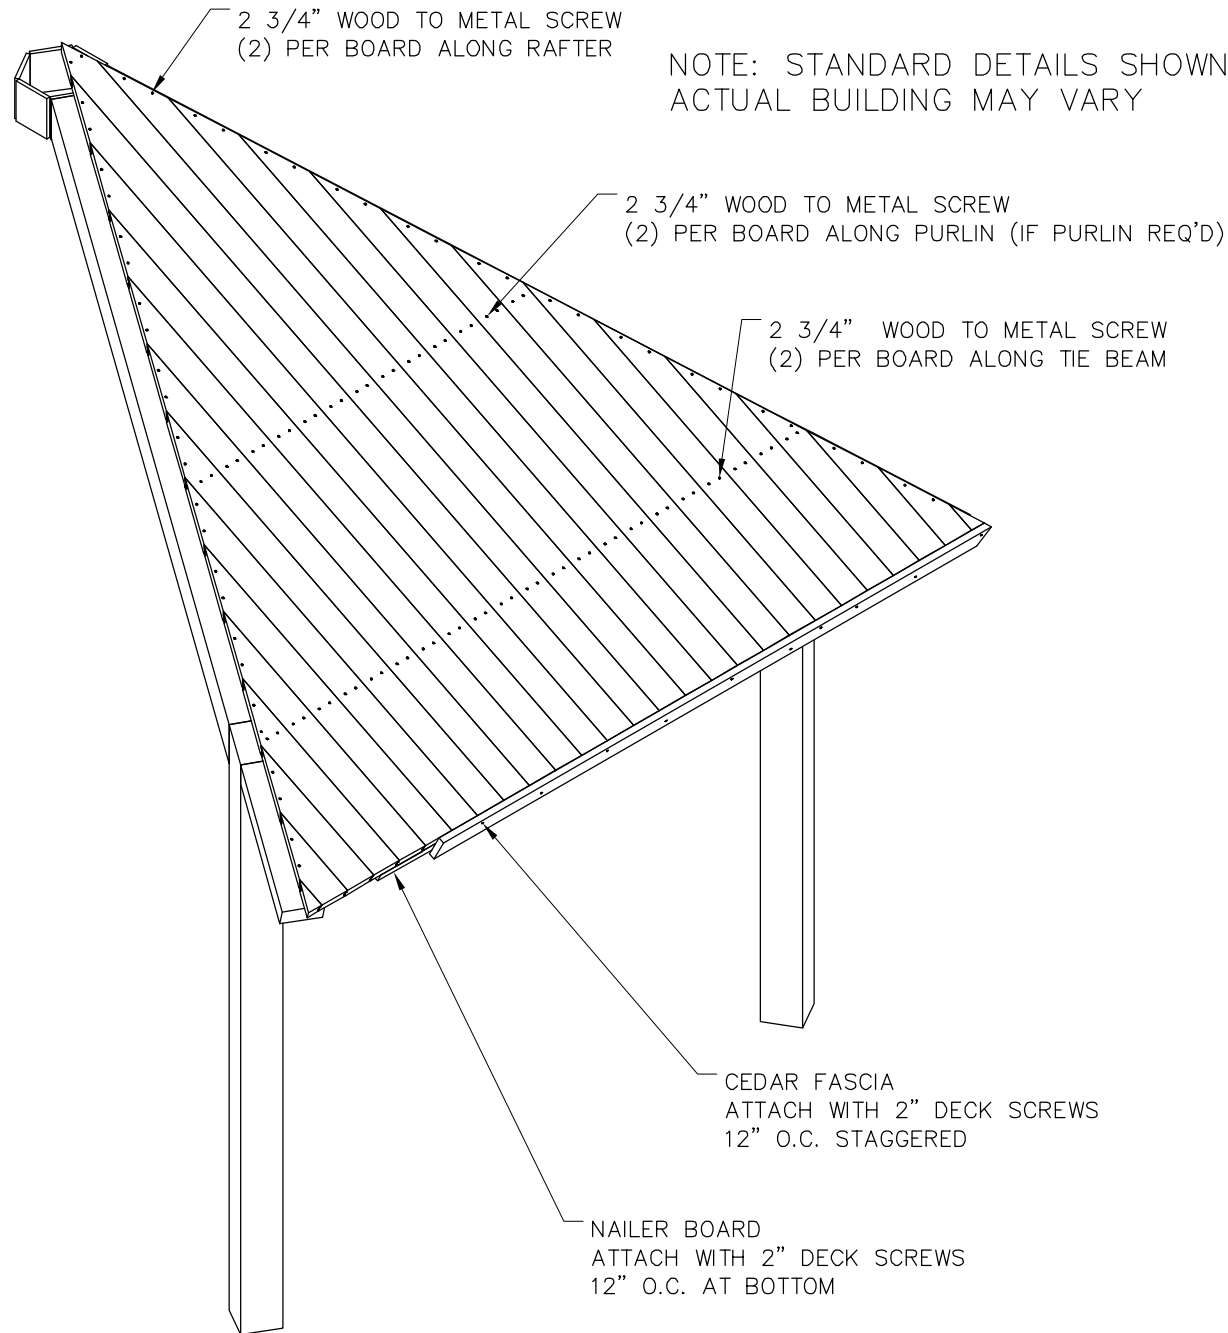 2 3/4” WOOD TO METAL SCREW
(2) PER BOARD ALONG RAFTER
NOTE: STANDARD DETAILS SHOWN
ACTUAL BUILDING MAY VARY
2 3/4” WOOD TO METAL SCREW
(2) PER BOARD ALONG PURLIN (IF PURLIN REQ'D)
2 3/4” WOOD TO METAL SCREW
(2) PER BOARD ALONG TIE BEAM
CEDAR FASCIA
ATTACH WITH 2” DECK SCREWS
12” O.C. STAGGERED
NAILER BOARD
ATTACH WITH 2” DECK SCREWS
12” O.C. AT BOTTOM